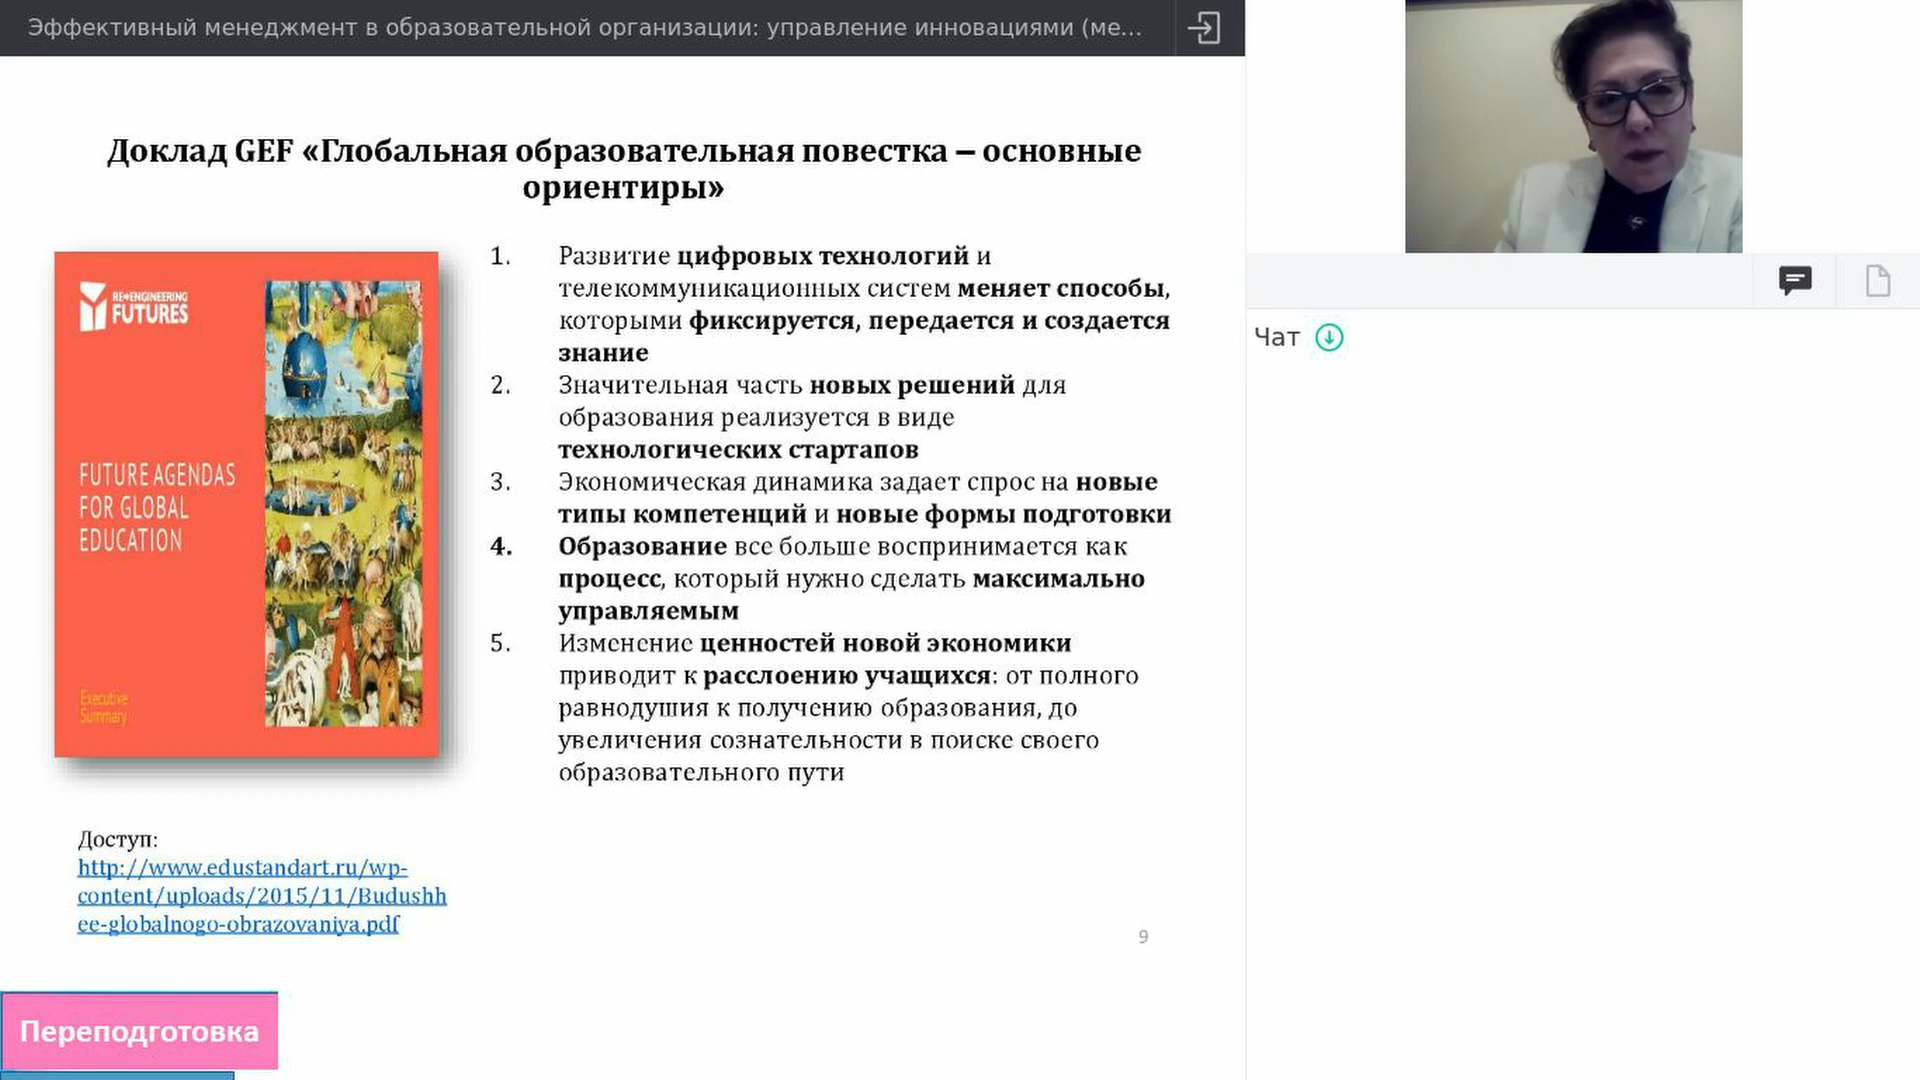 Эффективный менеджмент в образовательной организации: управление инновациями (ме...
Доклад GEF «Глобальная образовательная повестка – основные
ориентиры»
RE•ENGINEERING
FUTURES
FUTURE AGENDAS
FOR GLOBAL
EDUCATION
Executive
Summary
1. Развитие цифровых технологий и
телекоммуникационных систем меняет способы,
которыми фиксируется, передается и создается
знание
2. Значительная часть новых решений для
образования реализуется в виде
технологических стартапов
3. Экономическая динамика задает спрос на новые
типы компетенций и новые формы подготовки
4. Образование все больше воспринимается как
процесс, который нужно сделать максимально
управляемым
5. Изменение ценностей новой экономики
приводит к расслоению учащихся: от полного
равнодушия к получению образования, до
увеличения сознательности в поиске своего
образовательного пути
Доступ:
http://www.edustandart.ru/wp-
content/uploads/2015/11/Budushh
ee-globalnogo-obrazovaniya.pdf
9
Переподготовка
Чат